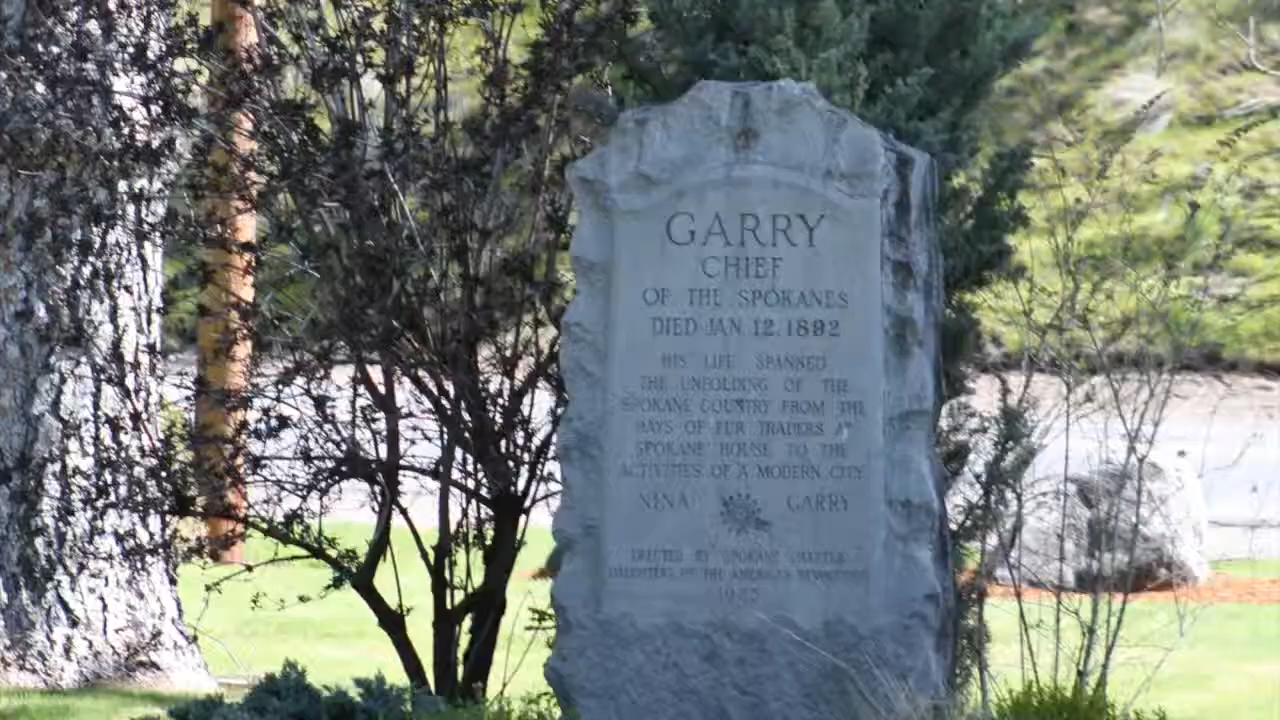 GARRY
CHIEF
OF THE SPOKANES
DIED JAN. 12. 1892
HIS LIFE SPANNED
THE UNFOLDING OF THE
SPOKANE COUNTRY FROM THE
DAYS OF FUR TRADERS AT
SPOKANE HOUSE TO THE
ACTIVITIES OF A MODERN CITY
NINA GARRY
ERECTED BY SPOKANE CHAPTER
DAUGHTERS OF THE AMERICAN REVOLUTION